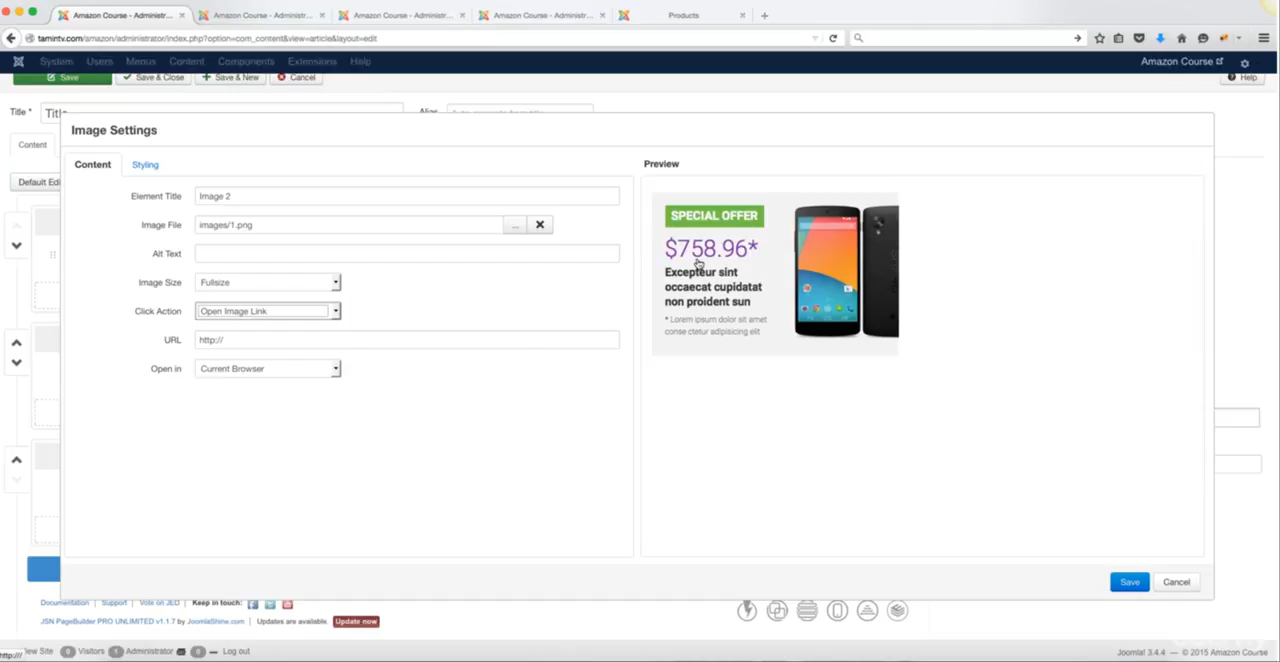 Amazon Course - Administr...
Amazon Course - Administr...
Amazon Course - Administr...
Amazon Course - Administr...
Products
tamintv.com/amazon/administrator/index.php?option=com_content&view=article&layout=edit
System Users Menus Content Components Extensions Help
Amazon Course
Save
Save & Close
Save & New
Cancel
Help
Title *
Title
Alias
Content
Default Edi
Image Settings
Content
Styling
Preview
Element Title
Image 2
Image File
images/1.png
...
Alt Text
Image Size
Fullsize
Click Action
Open Image Link
URL
http://
Open in
Current Browser
SPECIAL OFFER
$758.96*
Excepteur sint
occaecat cupidatat
non proident sun
* Lorem ipsum dolor sit amet
conse ctetur adipisicing elit
Save
Cancel
Documentation | Support | Vote on JED | Keep in touch:
JSN PageBuilder PRO UNLIMITED v1.1.7 by JoomlaShine.com | Updates are available. Update now
http:///
iew Site 0 Visitors 1 Administrator 0 Log out
Joomla! 3.4.4 — © 2015 Amazon Course